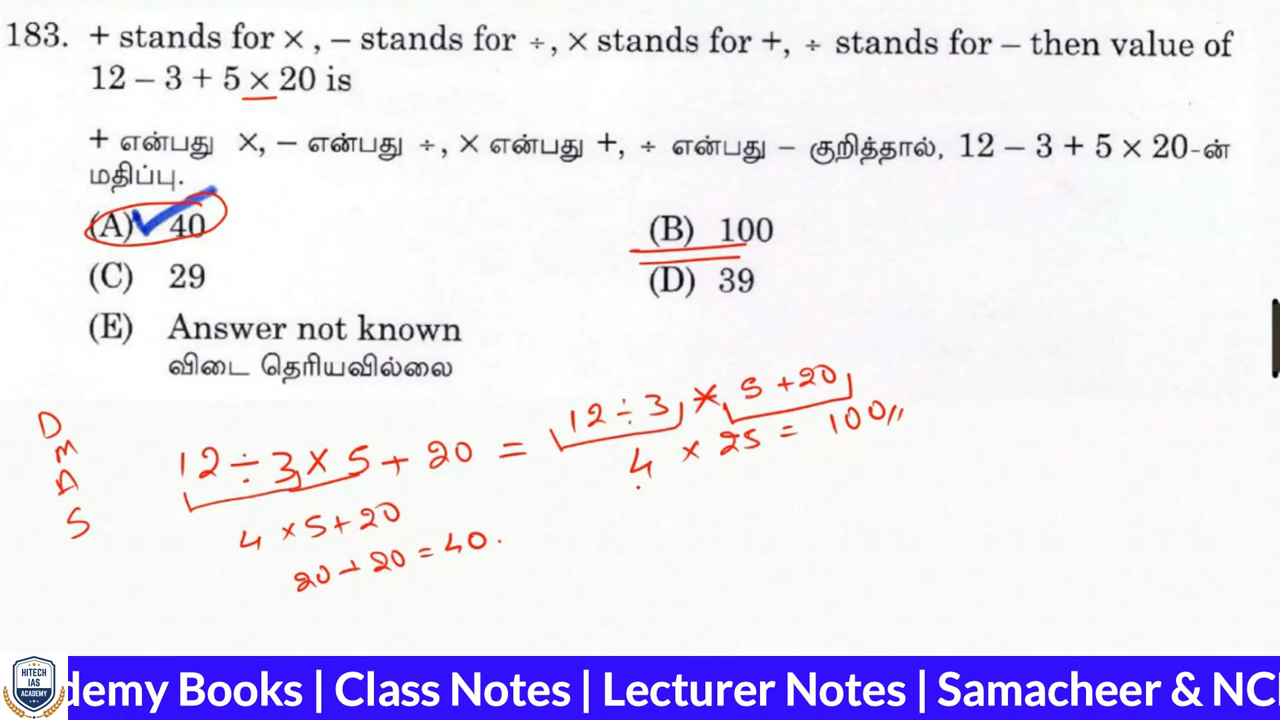 183. + stands for × , – stands for ÷, × stands for +, ÷ stands for – then value of
12 – 3 + 5 × 20 is
+ என்பது ×, – என்பது ÷, × என்பது +, ÷ என்பது – குறித்தால், 12 – 3 + 5 × 20-ன்
மதிப்பு.
(A) 40 (B) 100
(C) 29 (D) 39
(E) Answer not known
விடை தெரியவில்லை
D
M
A
S
12 ÷ 3 × 5 + 20 = 12 ÷ 3 × 5 + 20
4 × 25 = 100//
4 × 5 + 20
20 + 20 = 40.
HITECH
IAS
ACADEMY
demy Books | Class Notes | Lecturer Notes | Samacheer & NC